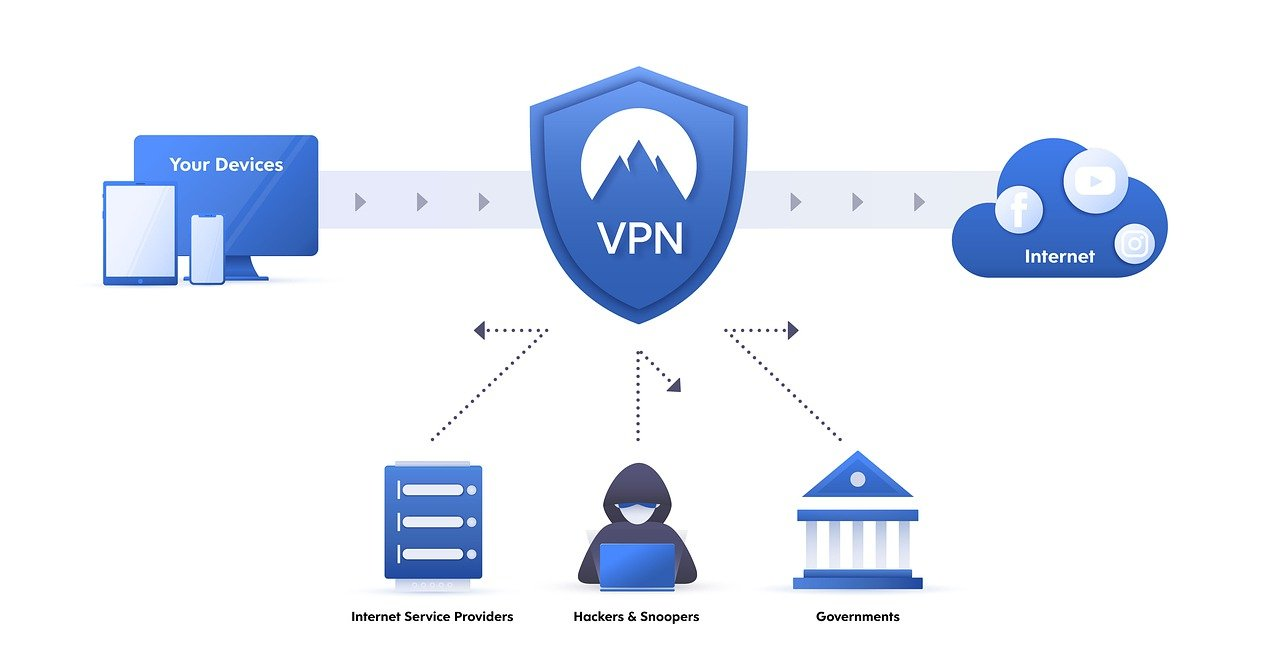 Your Devices
VPN
Internet
Internet Service Providers
Hackers & Snoopers
Governments